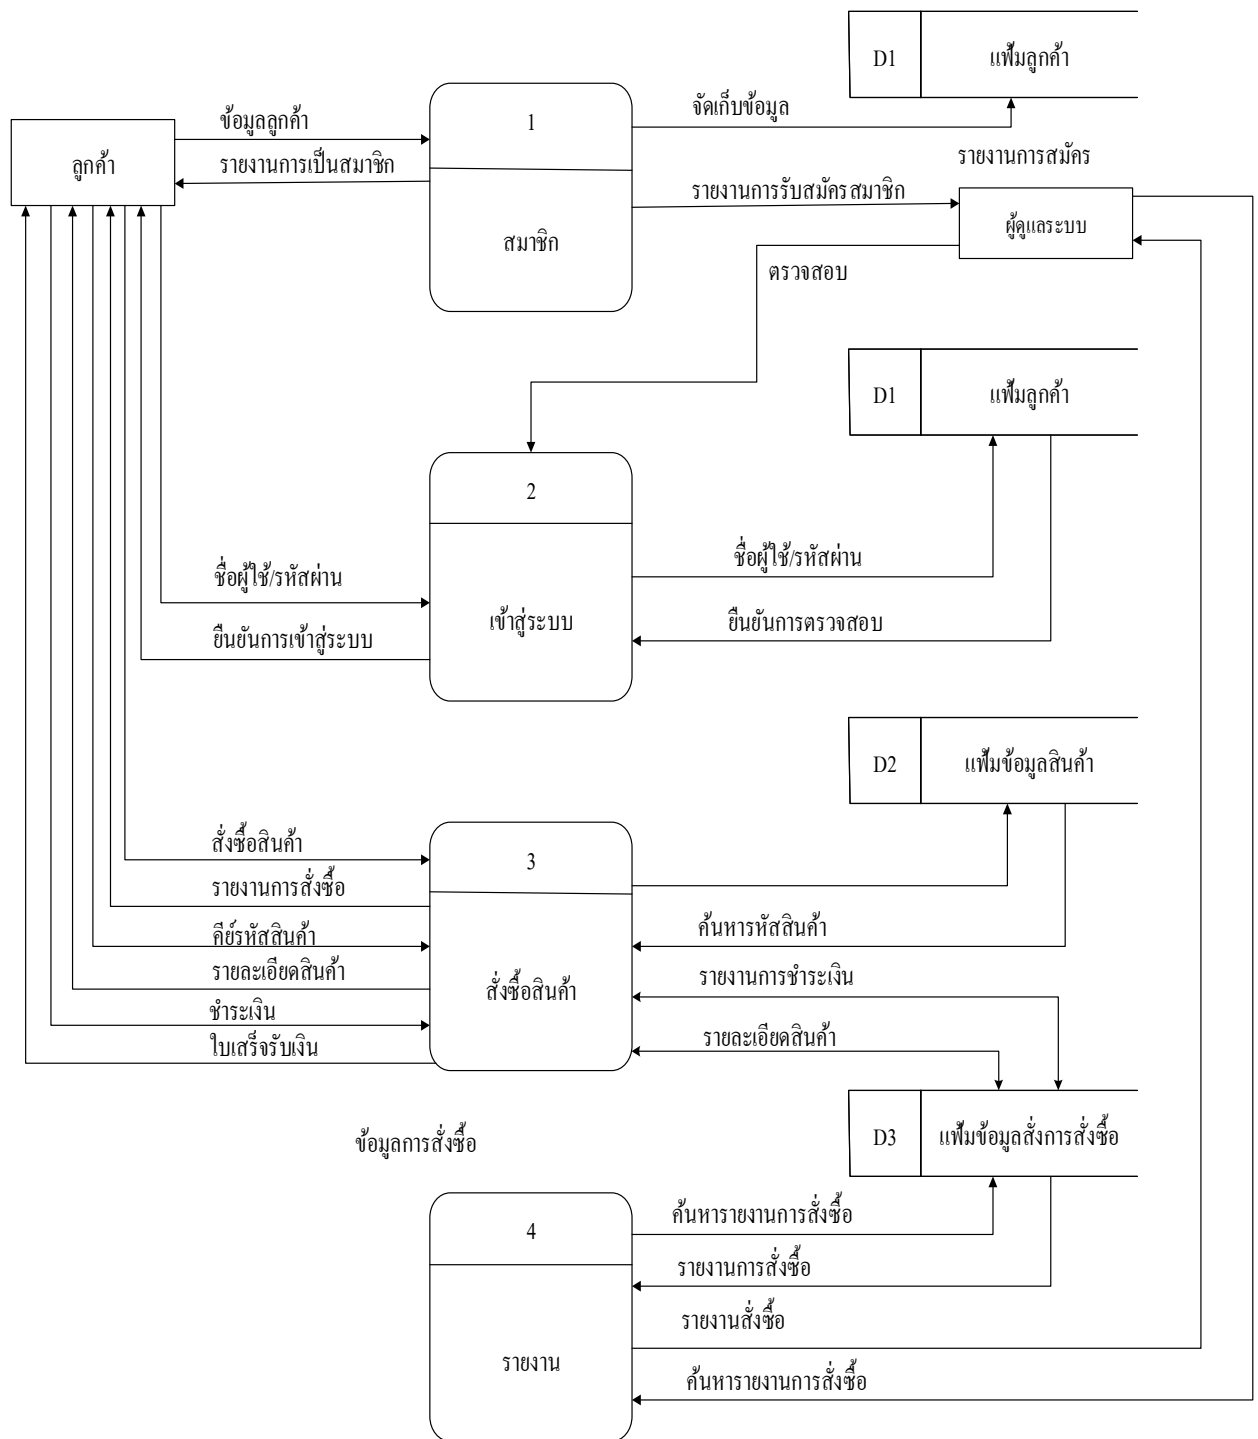 D1
แฟ้มลูกค้า
1
จัดเก็บข้อมูล
ข้อมูลลูกค้า
รายงานการสมัคร
ลูกค้า
รายงานการเป็นสมาชิก
รายงานการรับสมัครสมาชิก
ผู้ดูแลระบบ
สมาชิก
ตรวจสอบ
D1
แฟ้มลูกค้า
2
ชื่อผู้ใช้/รหัสผ่าน
ชื่อผู้ใช้/รหัสผ่าน
เข้าสู่ระบบ
ยืนยันการตรวจสอบ
ยืนยันการเข้าสู่ระบบ
D2
แฟ้มข้อมูลสินค้า
สั่งซื้อสินค้า
3
รายงานการสั่งซื้อ
คีย์รหัสสินค้า
ค้นหารหัสสินค้า
รายละเอียดสินค้า
รายงานการชำระเงิน
สั่งซื้อสินค้า
ชำระเงิน
รายละเอียดสินค้า
ใบเสร็จรับเงิน
ข้อมูลการสั่งซื้อ
D3
แฟ้มข้อมูลสั่งการสั่งซื้อ
ค้นหารายงานการสั่งซื้อ
4
รายงานการสั่งซื้อ
รายงานสั่งซื้อ
รายงาน
ค้นหารายงานการสั่งซื้อ